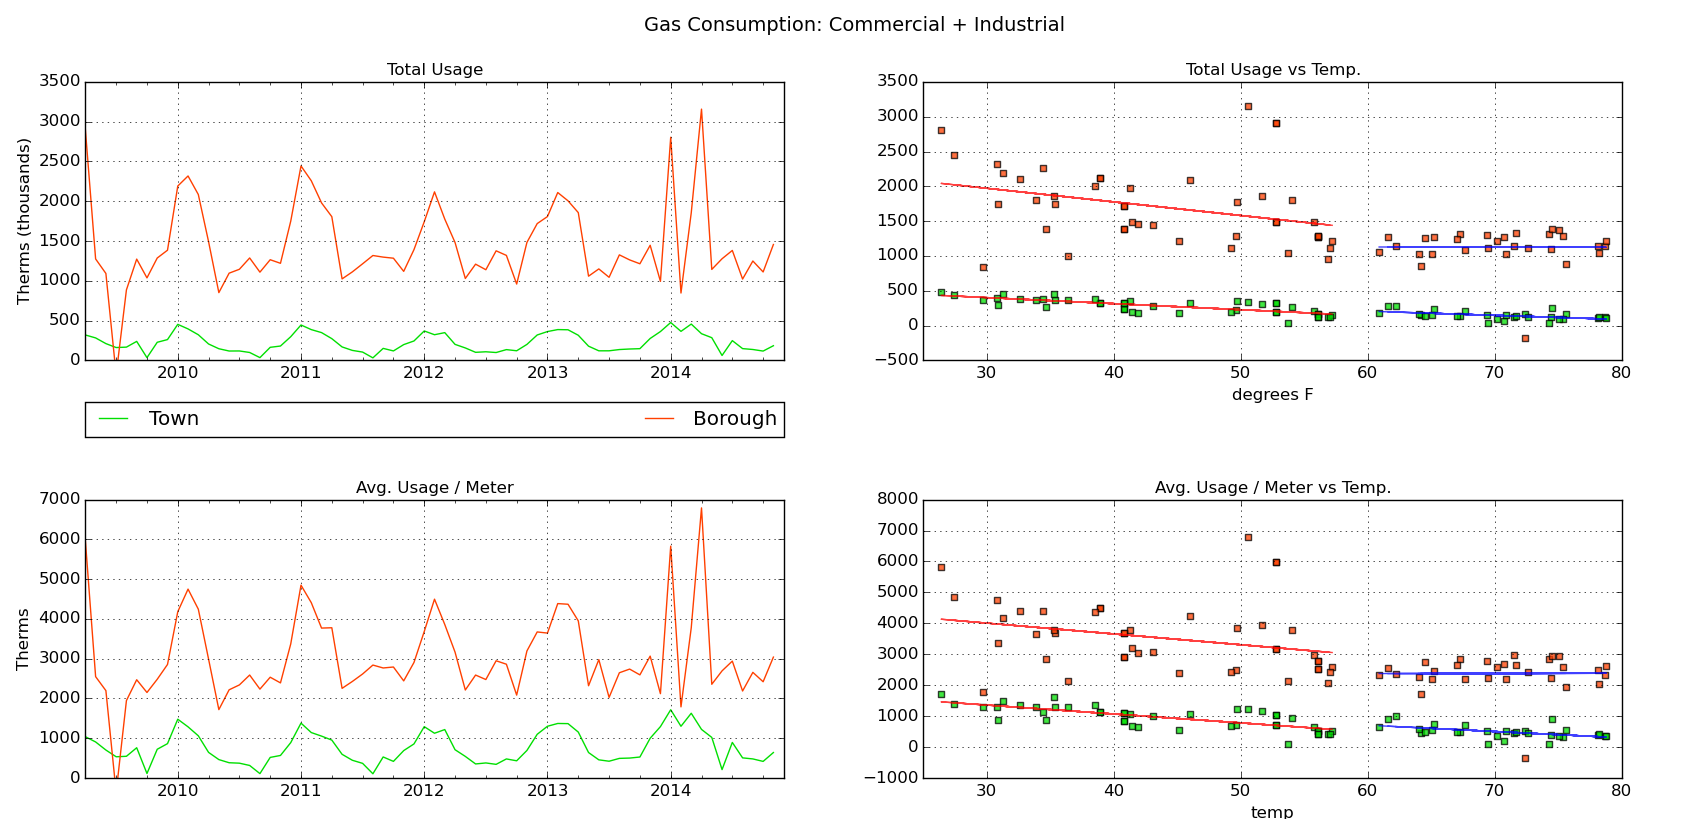 Gas Consumption: Commercial + Industrial
Total Usage
Therms (thousands)
3500
3000
2500
2000
1500
1000
500
0
2010 2011 2012 2013 2014
Total Usage vs Temp.
3500
3000
2500
2000
1500
1000
500
0
−500
30 40 50 60 70 80
degrees F
Town Borough
Avg. Usage / Meter
Therms
7000
6000
5000
4000
3000
2000
1000
0
2010 2011 2012 2013 2014
Avg. Usage / Meter vs Temp.
8000
7000
6000
5000
4000
3000
2000
1000
0
−1000
30 40 50 60 70 80
temp